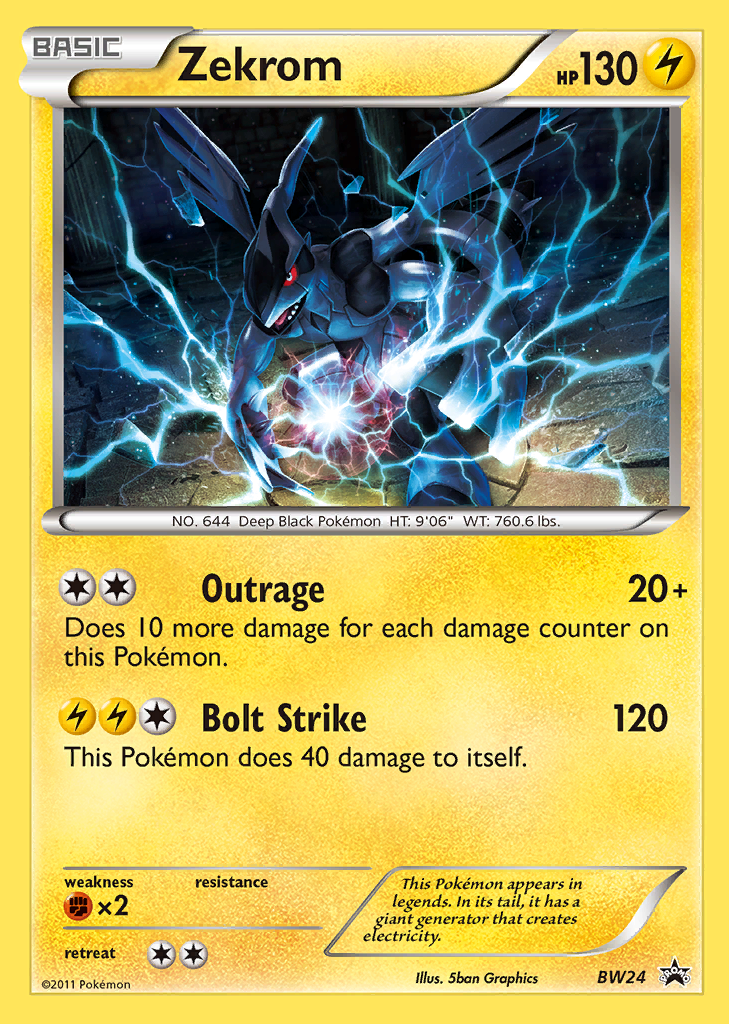 BASIC Zekrom HP130
NO. 644 Deep Black Pokémon HT: 9'06" WT: 760.6 lbs.
Outrage 20+
Does 10 more damage for each damage counter on
this Pokémon.
Bolt Strike 120
This Pokémon does 40 damage to itself.
weakness resistance
×2
retreat
This Pokémon appears in
legends. In its tail, it has a
giant generator that creates
electricity.
©2011 Pokémon Illus. 5ban Graphics BW24 PROMO